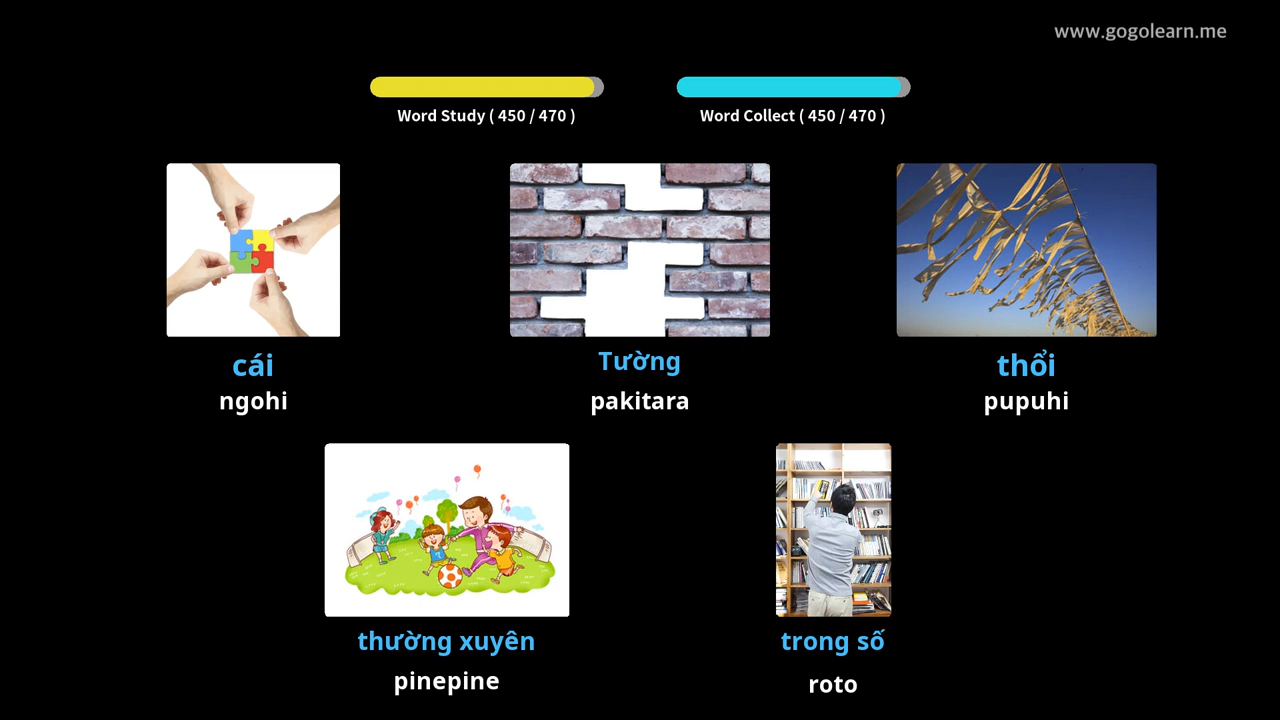 www.gogolearn.me
Word Study ( 450 / 470 )
Word Collect ( 450 / 470 )
cái
ngohi
Tường
pakitara
thổi
pupuhi
thường xuyên
pinepine
trong số
roto